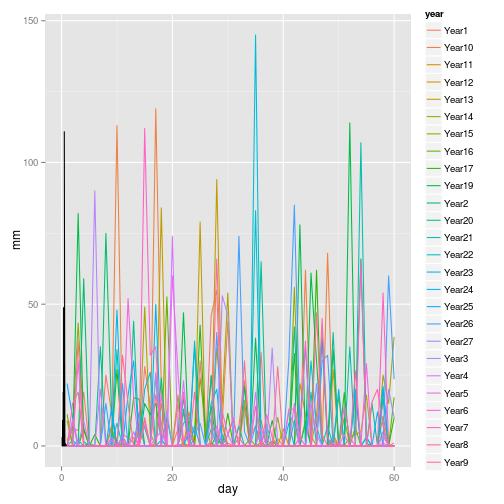 year
Year1
Year10
Year11
Year12
Year13
Year14
Year15
Year16
Year17
Year19
Year2
Year20
Year21
Year22
Year23
Year24
Year25
Year26
Year27
Year3
Year4
Year5
Year6
Year7
Year8
Year9
mm
150
100
50
0
0
20
40
60
day